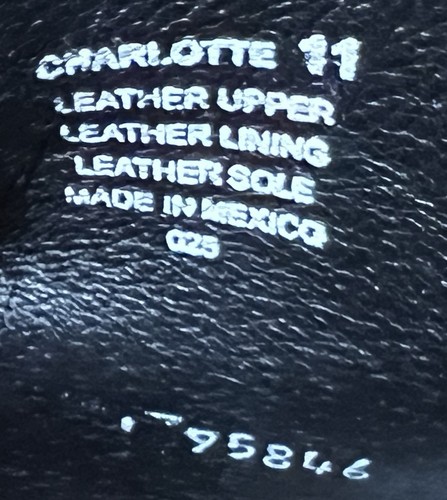 CHARLOTTE 11
LEATHER UPPER
LEATHER LINING
LEATHER SOLE
MADE IN MEXICO
025
95846